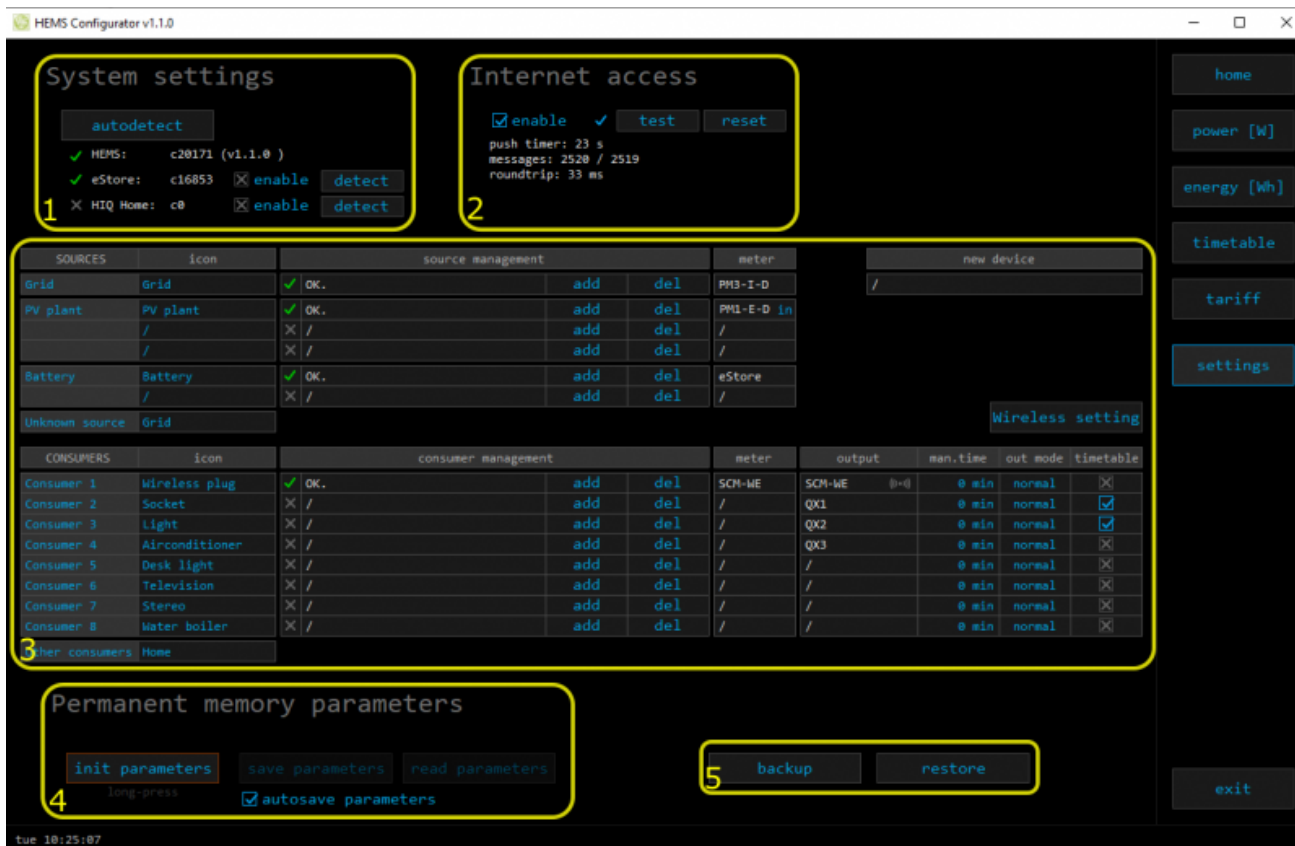 HEMS Configurator v1.1.0
System settings
autodetect
HEMS: c20171 (v1.1.0 )
eStore: c16853 enable detect
HIQ Home: c0 enable detect
1
Internet access
enable test reset
push timer: 23 s
messages: 2520 / 2519
roundtrip: 33 ms
2
home
power [W]
energy [Wh]
timetable
tariff
settings
exit
SOURCES icon source management meter new device
Grid Grid OK. add del PM3-I-D /
PV plant PV plant OK. add del PM1-E-D in
/ / add del /
/ / add del /
Battery Battery OK. add del eStore
/ / add del /
Unknown source Grid Wireless setting
CONSUMERS icon consumer management meter output man.time out mode timetable
Consumer 1 Wireless plug OK. add del SCM-WE SCM-WE 0 min normal
Consumer 2 Socket / add del / QX1 0 min normal
Consumer 3 Light / add del / QX2 0 min normal
Consumer 4 Airconditioner / add del / QX3 0 min normal
Consumer 5 Desk light / add del / / 0 min normal
Consumer 6 Television / add del / / 0 min normal
Consumer 7 Stereo / add del / / 0 min normal
Consumer 8 Water boiler / add del / / 0 min normal
3
Other consumers Home
Permanent memory parameters
init parameters save parameters read parameters
long-press
autosave parameters
4
backup restore
5
tue 10:25:07